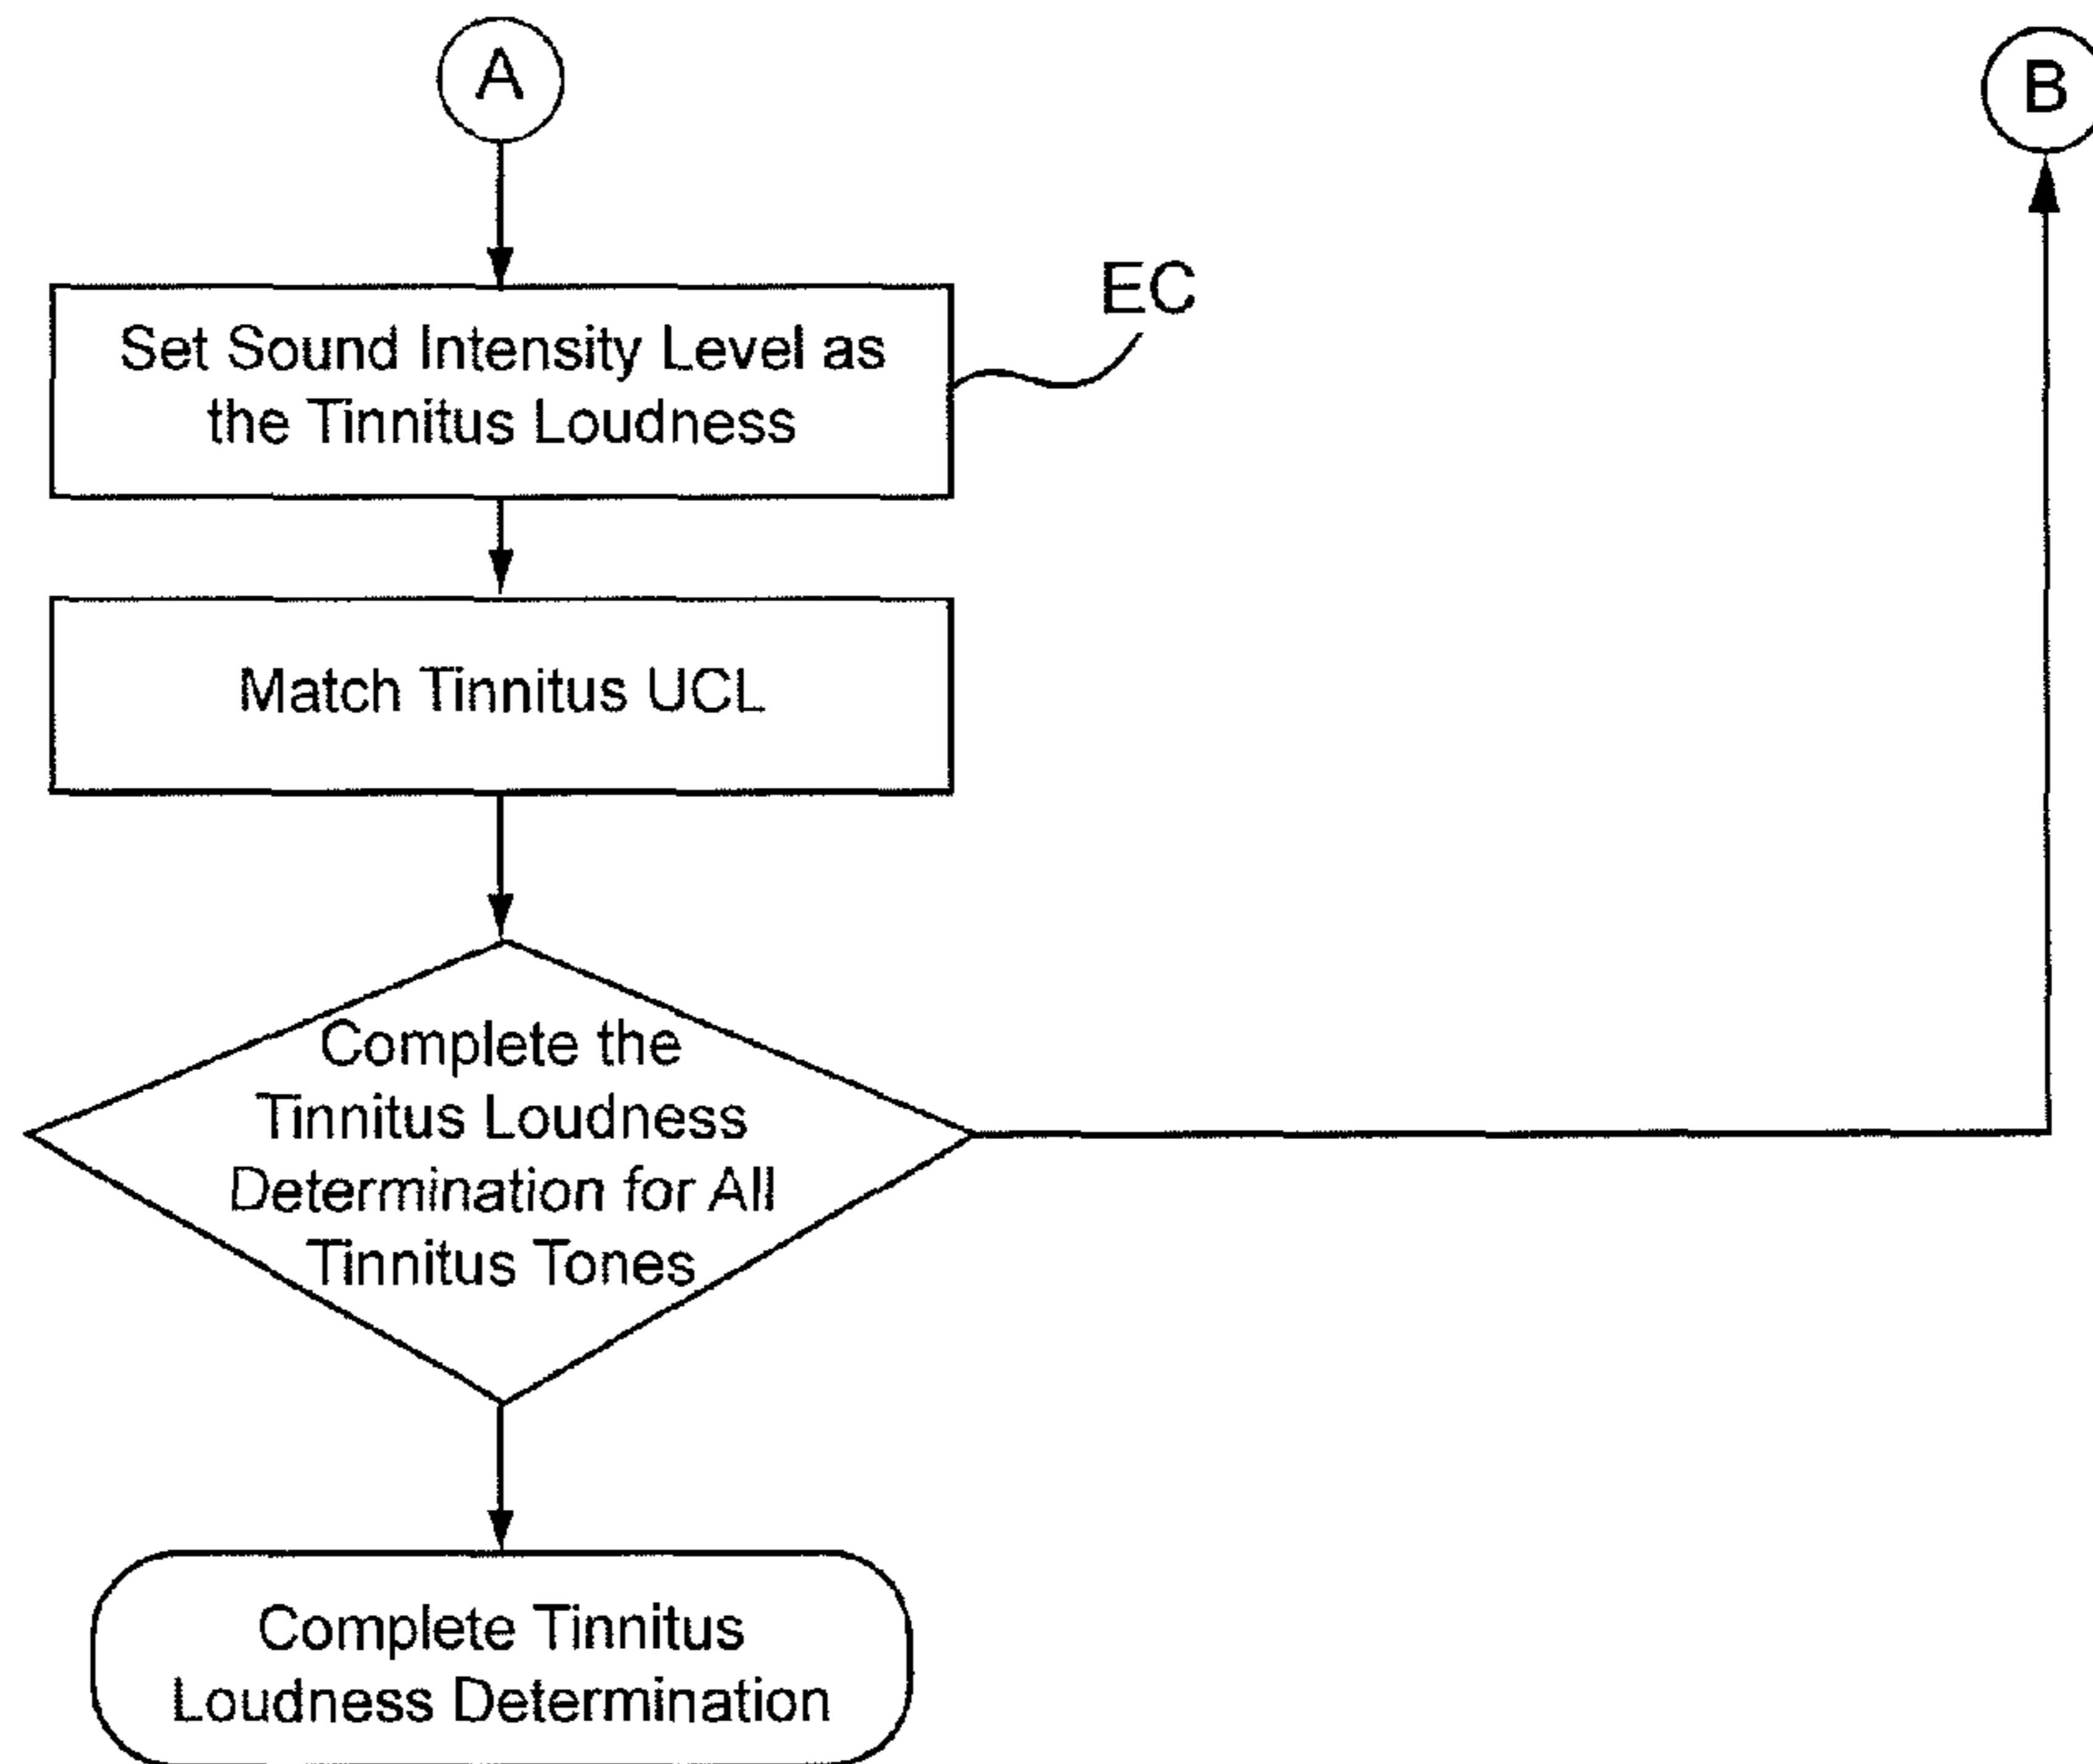 A
B
EC
Set Sound Intensity Level as
the Tinnitus Loudness
Match Tinnitus UCL
Complete the
Tinnitus Loudness
Determination for All
Tinnitus Tones
Complete Tinnitus
Loudness Determination